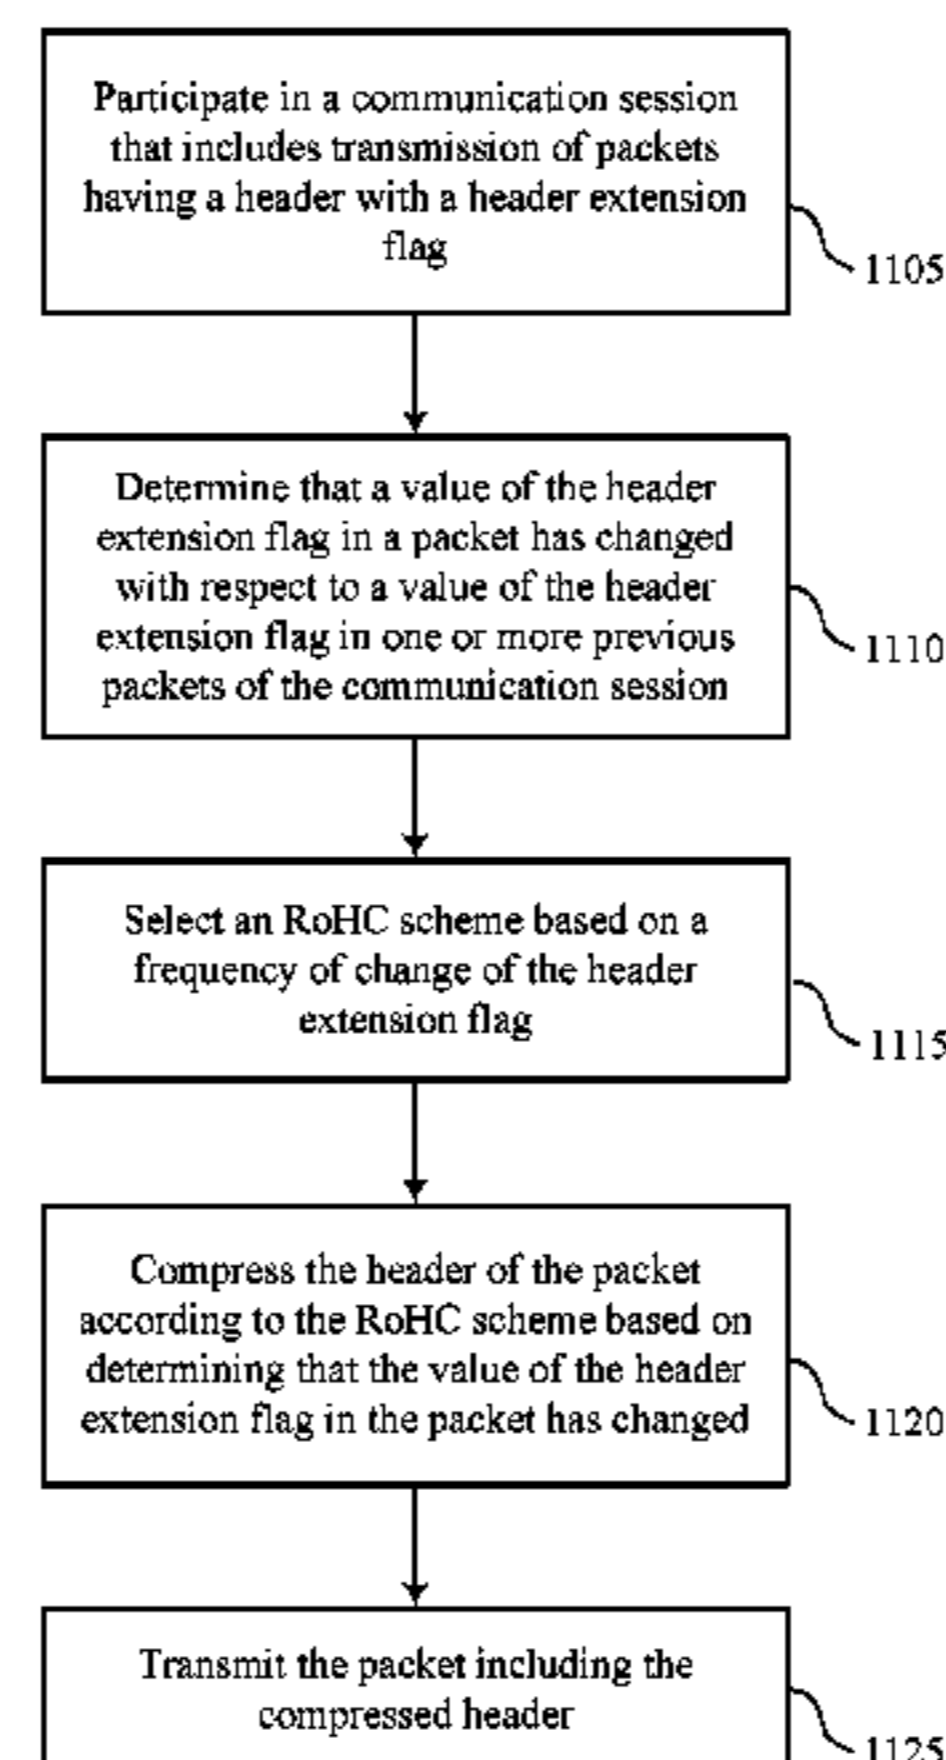 Participate in a communication session
that includes transmission of packets
having a header with a header extension
flag
1105
Determine that a value of the header
extension flag in a packet has changed
with respect to a value of the header
extension flag in one or more previous
packets of the communication session
1110
Select an RoHC scheme based on a
frequency of change of the header
extension flag
1115
Compress the header of the packet
according to the RoHC scheme based on
determining that the value of the header
extension flag in the packet has changed
1120
Transmit the packet including the
compressed header
1125